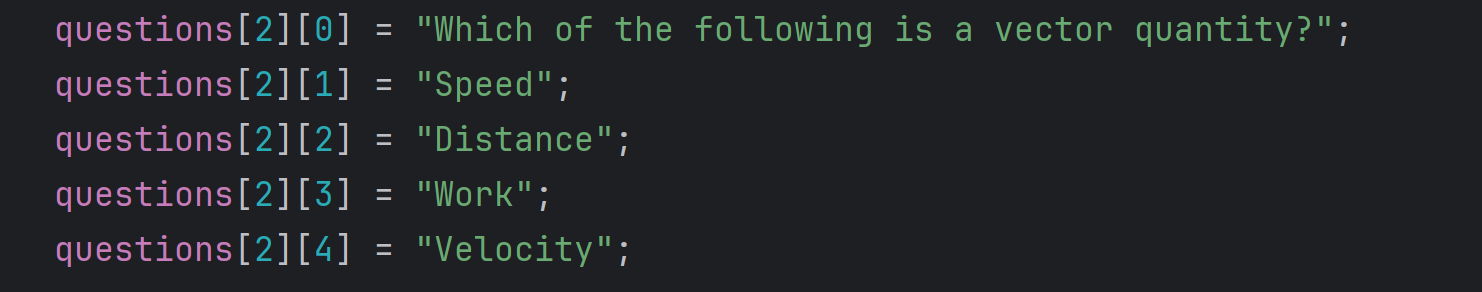 questions[2][0] = "Which of the following is a vector quantity?";
questions[2][1] = "Speed";
questions[2][2] = "Distance";
questions[2][3] = "Work";
questions[2][4] = "Velocity";